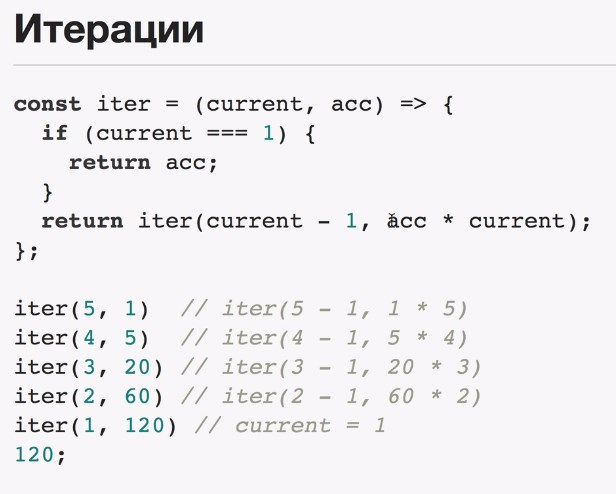 Итерации
const iter = (current, acc) => {
  if (current === 1) {
    return acc;
  }
  return iter(current - 1, acc * current);
};
iter(5, 1)  // iter(5 - 1, 1 * 5)
iter(4, 5)  // iter(4 - 1, 5 * 4)
iter(3, 20) // iter(3 - 1, 20 * 3)
iter(2, 60) // iter(2 - 1, 60 * 2)
iter(1, 120) // current = 1
120;